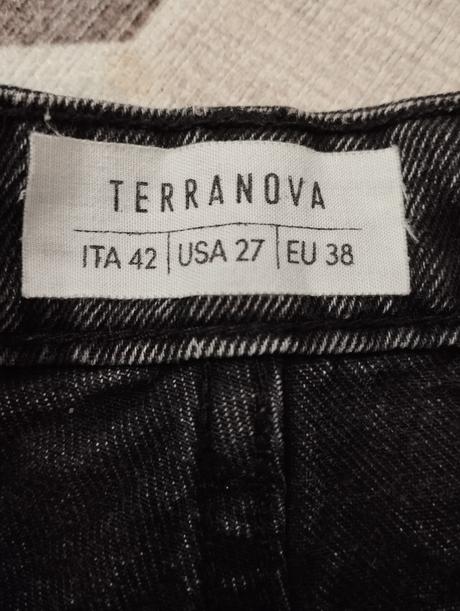 TERRANOVA
ITA 42 | USA 27 | EU 38